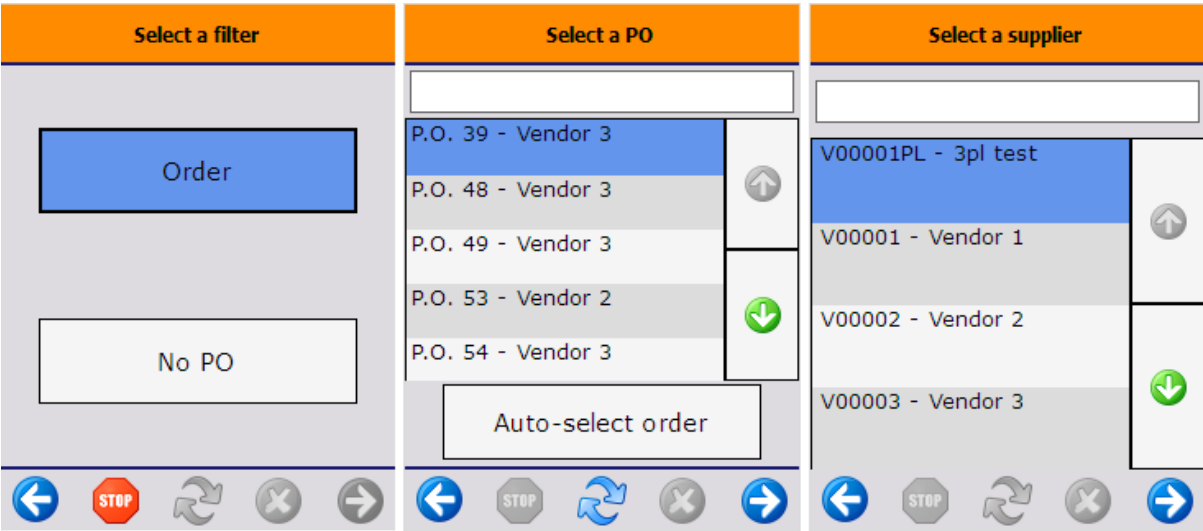 Select a filter
Order
No PO
STOP
Select a PO
P.O. 39 - Vendor 3
P.O. 48 - Vendor 3
P.O. 49 - Vendor 3
P.O. 53 - Vendor 2
P.O. 54 - Vendor 3
Auto-select order
STOP
Select a supplier
V00001PL - 3pl test
V00001 - Vendor 1
V00002 - Vendor 2
V00003 - Vendor 3
STOP